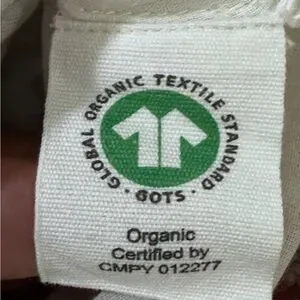 GLOBAL ORGANIC TEXTILE STANDARD · GOTS ·
Organic
Certified by
CMPY 012277